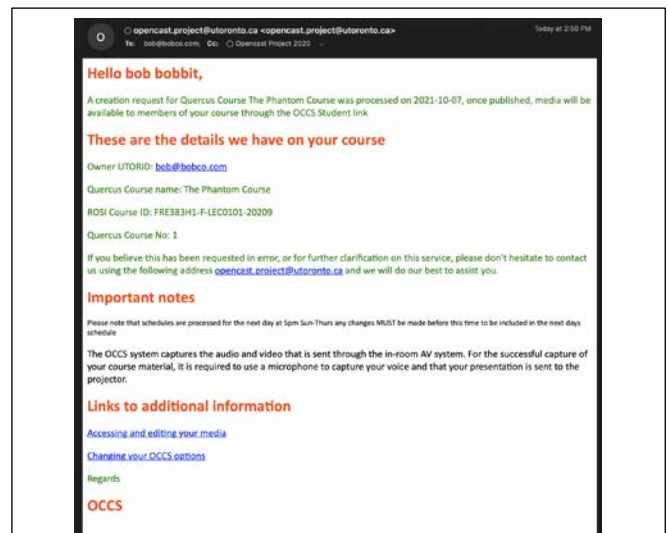 O
opencast.project@utoronto.ca <opencast.project@utoronto.ca>
Today at 2:50 PM
To: bob@bobco.com; Cc: Opencast Project 2020
Hello bob bobbit,
A creation request for Quercus Course The Phantom Course was processed on 2021-10-07, once published, media will be
available to members of your course through the OCCS Student link
These are the details we have on your course
Owner UTORID: bob@bobco.com
Quercus Course name: The Phantom Course
ROSI Course ID: FRE383H1-F-LEC0101-20209
Quercus Course No: 1
If you believe this has been requested in error, or for further clarification on this service, please don't hesitate to contact
us using the following address opencast.project@utoronto.ca and we will do our best to assist you.
Important notes
Please note that schedules are processed for the next day at 5pm Sun-Thurs any changes MUST be made before this time to be included in the next days
schedule
The OCCS system captures the audio and video that is sent through the in-room AV system. For the successful capture of
your course material, it is required to use a microphone to capture your voice and that your presentation is sent to the
projector.
Links to additional information
Accessing and editing your media
Changing your OCCS options
Regards
OCCS